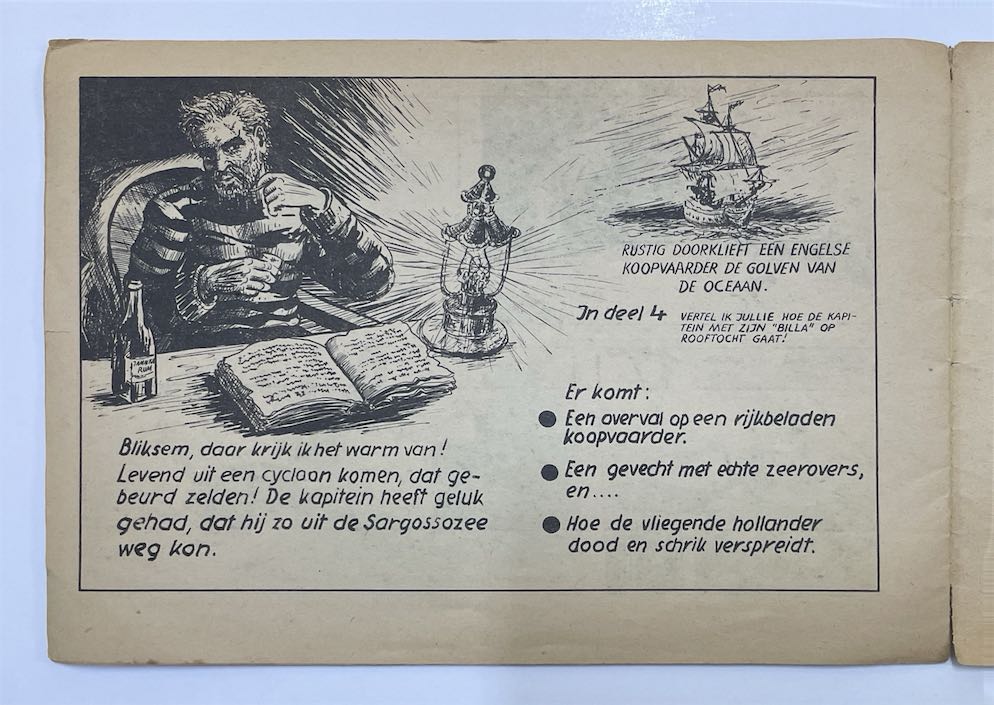 JAMAICA
RUM
Bliksem, daar krijk ik het warm van!
Levend uit een cycloon komen, dat ge-
beurd zelden! De kapitein heeft geluk
gehad, dat hij zo uit de Sargossozee
weg kon.
RUSTIG DOORKLIEFT EEN ENGELSE
KOOPVAARDER DE GOLVEN VAN
DE OCEAAN.
In deel 4 VERTEL IK JULLIE HOE DE KAPI-
TEIN MET ZIJN "BILLA" OP
ROOFTOCHT GAAT!
Er komt:
● Een overval op een rijkbeladen
koopvaarder.
● Een gevecht met echte zeerovers,
en....
● Hoe de vliegende hollander
dood en schrik verspreidt.